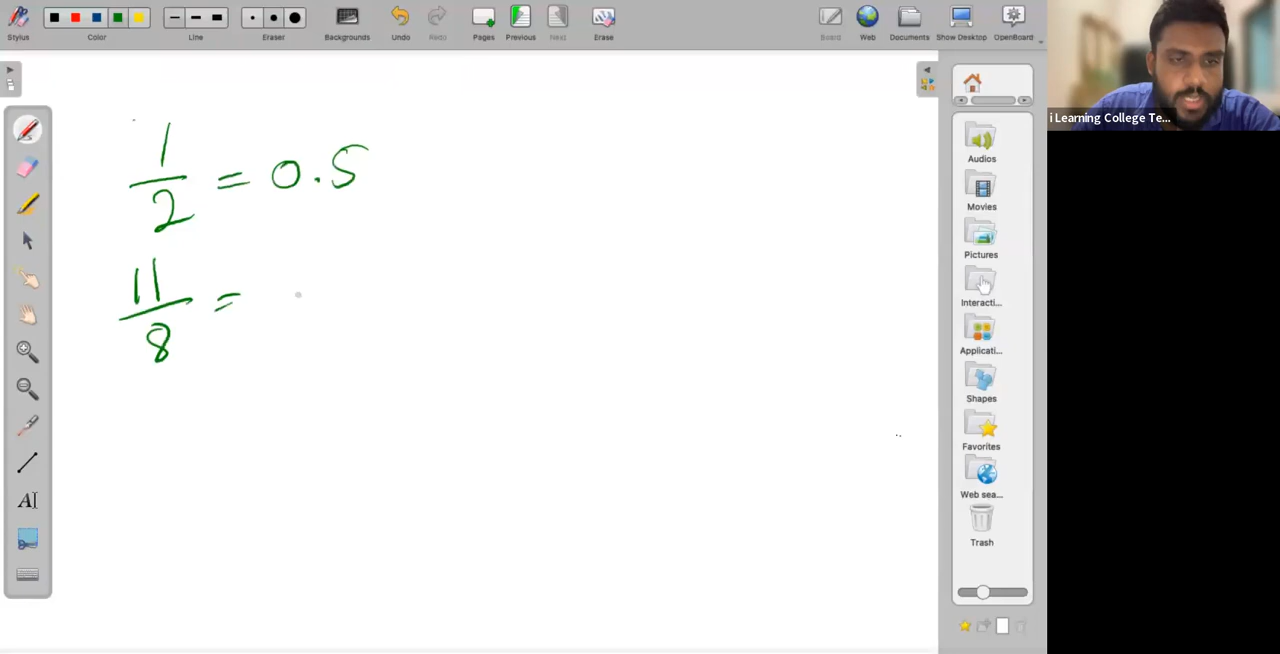 Stylus Color Line Eraser Backgrounds Undo Redo Pages Previous Next Erase Board Web Documents Show Desktop OpenBoard
i Learning College Te...
1/2 = 0.5
11/8 =
Audios
Movies
Pictures
Interacti...
Applicati...
Shapes
Favorites
Web sea...
Trash